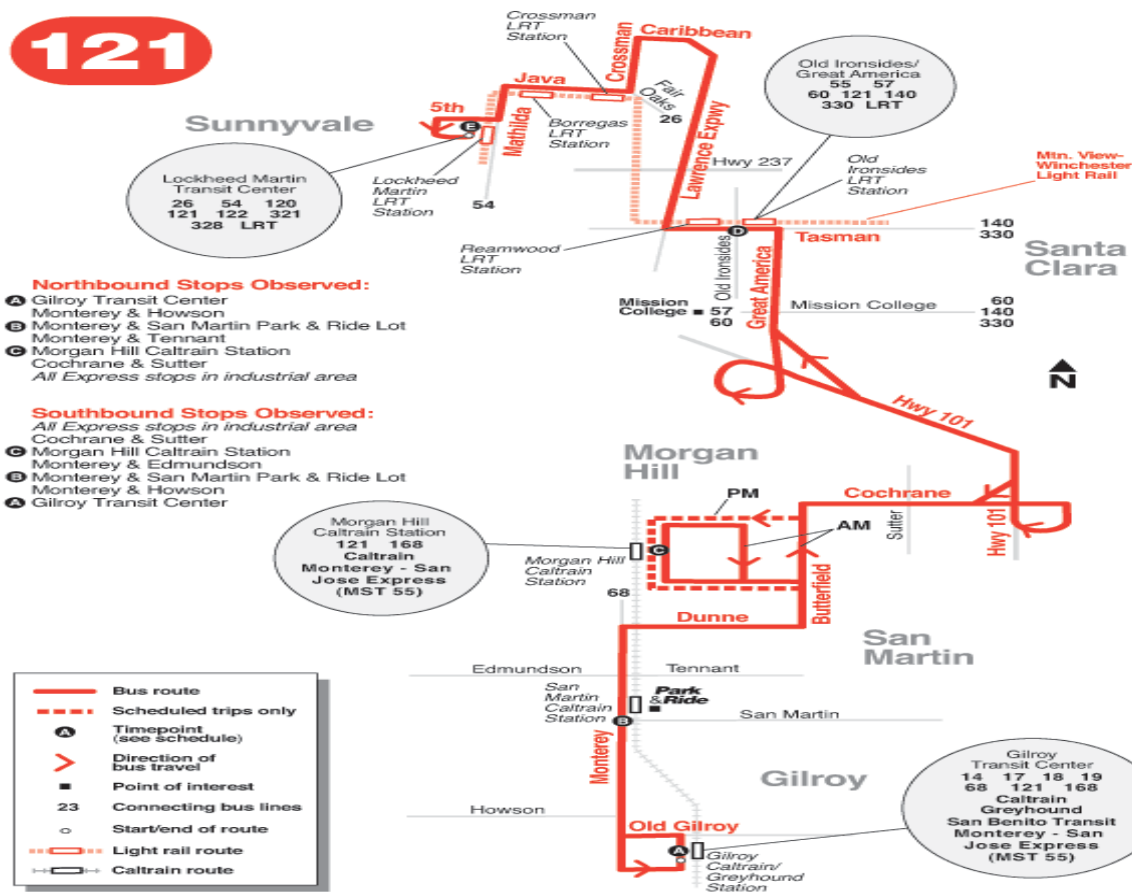 121
Crossman
LRT
Station
Crossman
Caribbean
Java
5th
Mathilda
Fair
Oaks
26
Borregas
LRT
Station
Sunnyvale
Lockheed Martin
Transit Center
26 54 120
121 122 321
328 LRT
E
Lockheed
Martin
LRT
Station
54
Lawrence Expwy
Hwy 237
Old Ironsides/
Great America
55 57
60 121 140
330 LRT
Old
Ironsides
LRT
Station
Mtn. View-
Winchester
Light Rail
Reamwood
LRT
Station
D
Tasman
140
330
Santa
Clara
Old Ironsides
Great America
Mission
College
57
60
Mission College
60
140
330
N
Northbound Stops Observed:
A Gilroy Transit Center
Monterey & Howson
B Monterey & San Martin Park & Ride Lot
Monterey & Tennant
C Morgan Hill Caltrain Station
Cochrane & Sutter
All Express stops in industrial area
Southbound Stops Observed:
All Express stops in industrial area
Cochrane & Sutter
C Morgan Hill Caltrain Station
Monterey & Edmundson
B Monterey & San Martin Park & Ride Lot
Monterey & Howson
A Gilroy Transit Center
Hwy 101
Morgan
Hill
PM
Cochrane
AM
Sutter
Hwy 101
Morgan Hill
Caltrain Station
121 168
Caltrain
Monterey - San
Jose Express
(MST 55)
C
Morgan Hill
Caltrain
Station
68
Butterfield
Dunne
San
Martin
Edmundson
Tennant
San
Martin
Caltrain
Station
Park
& Ride
B
San Martin
Monterey
Gilroy
Howson
Old Gilroy
A
Gilroy
Caltrain/
Greyhound
Station
Gilroy
Transit Center
14 17 18 19
68 121 168
Caltrain
Greyhound
San Benito Transit
Monterey - San
Jose Express
(MST 55)
Bus route
Scheduled trips only
A Timepoint
(see schedule)
Direction of
bus travel
Point of interest
23 Connecting bus lines
Start/end of route
Light rail route
Caltrain route